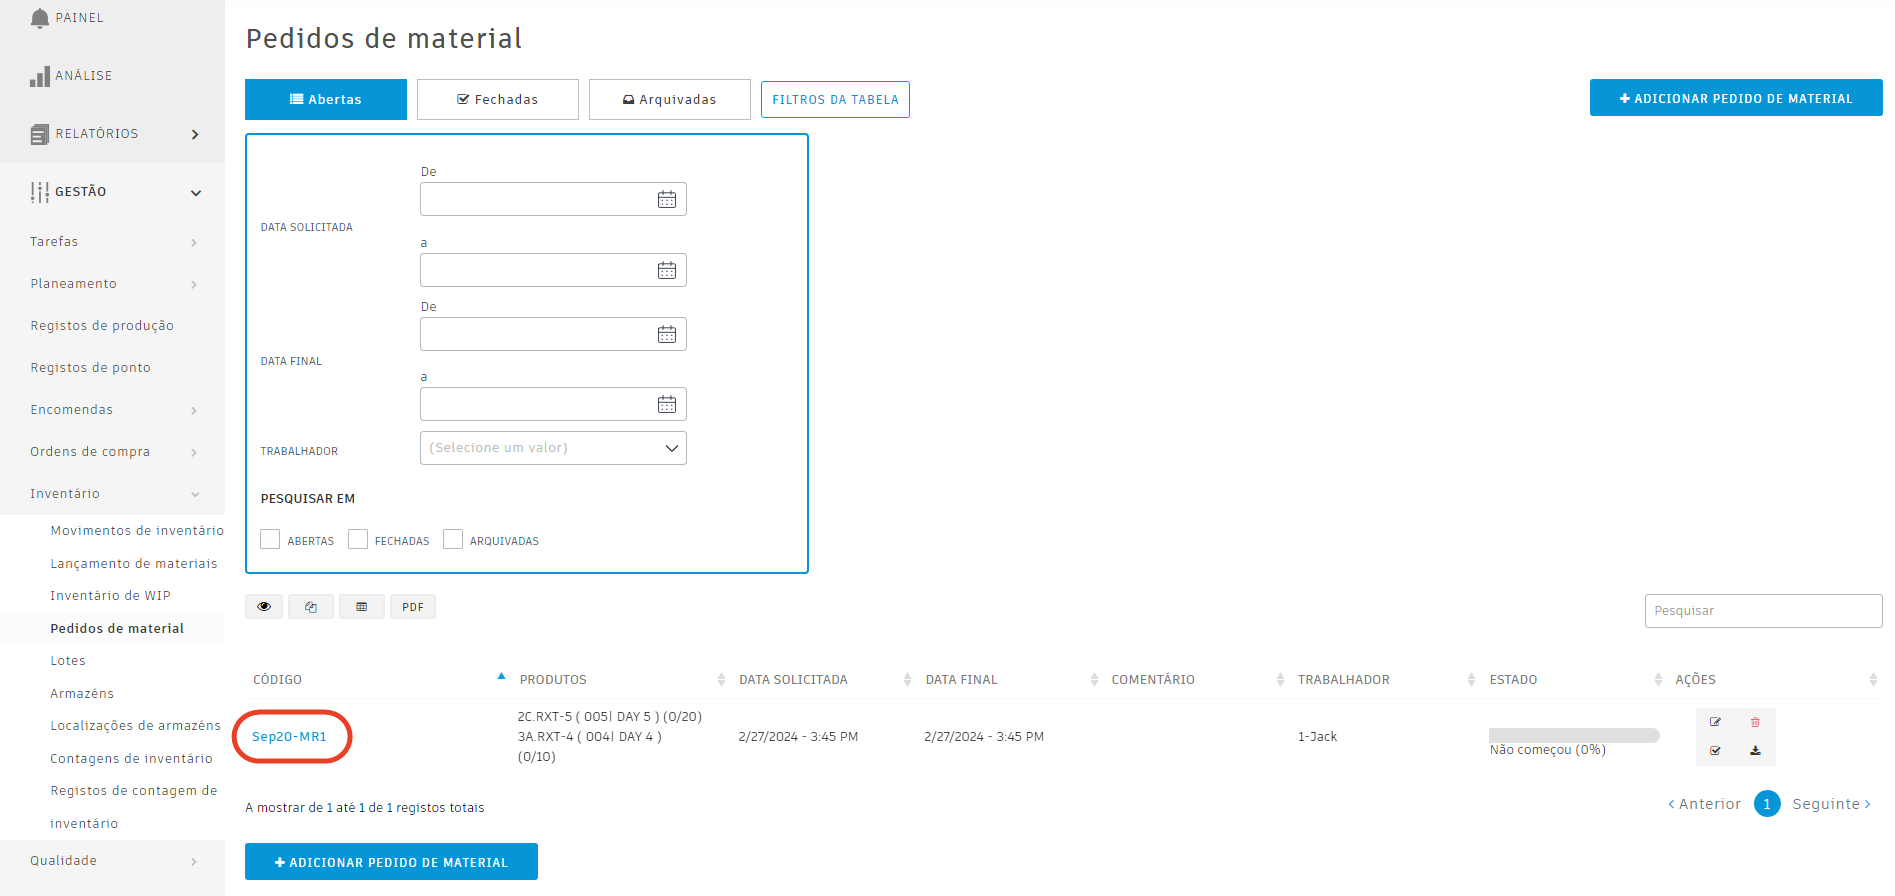 PAINEL
ANÁLISE
RELATÓRIOS
GESTÃO
Tarefas
Planeamento
Registos de produção
Registos de ponto
Encomendas
Ordens de compra
Inventário
Movimentos de inventário
Lançamento de materiais
Inventário de WIP
Pedidos de material
Lotes
Armazéns
Localizações de armazéns
Contagens de inventário
Registos de contagem de
inventário
Qualidade
Pedidos de material
Abertas
Fechadas
Arquivadas
FILTROS DA TABELA
ADICIONAR PEDIDO DE MATERIAL
De
DATA SOLICITADA
a
De
DATA FINAL
a
TRABALHADOR
(Selecione um valor)
PESQUISAR EM
ABERTAS
FECHADAS
ARQUIVADAS
PDF
Pesquisar
CÓDIGO
PRODUTOS
DATA SOLICITADA
DATA FINAL
COMENTÁRIO
TRABALHADOR
ESTADO
AÇÕES
Sep20-MR1
2C.RXT-5 ( 005| DAY 5 ) (0/20)
3A.RXT-4 ( 004| DAY 4 )
(0/10)
2/27/2024 - 3:45 PM
2/27/2024 - 3:45 PM
1-Jack
Não começou (0%)
A mostrar de 1 até 1 de 1 registos totais
Anterior
1
Seguinte
ADICIONAR PEDIDO DE MATERIAL